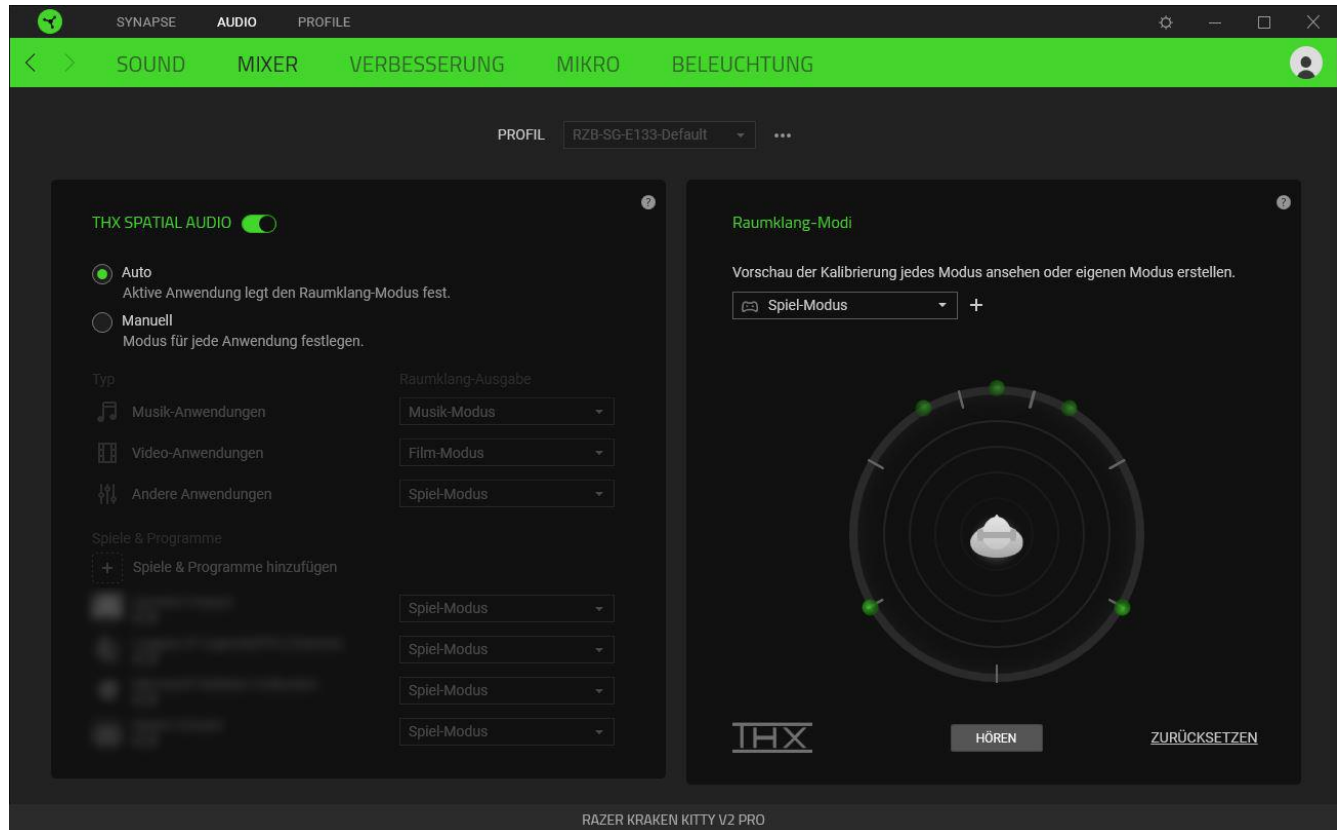 SYNAPSE AUDIO PROFILE
SOUND MIXER VERBESSERUNG MIKRO BELEUCHTUNG
PROFIL RZB-SG-E133-Default
THX SPATIAL AUDIO
Auto
Aktive Anwendung legt den Raumklang-Modus fest.
Manuell
Modus für jede Anwendung festlegen.
Typ Raumklang-Ausgabe
Musik-Anwendungen Musik-Modus
Video-Anwendungen Film-Modus
Andere Anwendungen Spiel-Modus
Spiele & Programme
Spiele & Programme hinzufügen
Spiel-Modus
Spiel-Modus
Spiel-Modus
Spiel-Modus
Raumklang-Modi
Vorschau der Kalibrierung jedes Modus ansehen oder eigenen Modus erstellen.
Spiel-Modus
THX HÖREN ZURÜCKSETZEN
RAZER KRAKEN KITTY V2 PRO